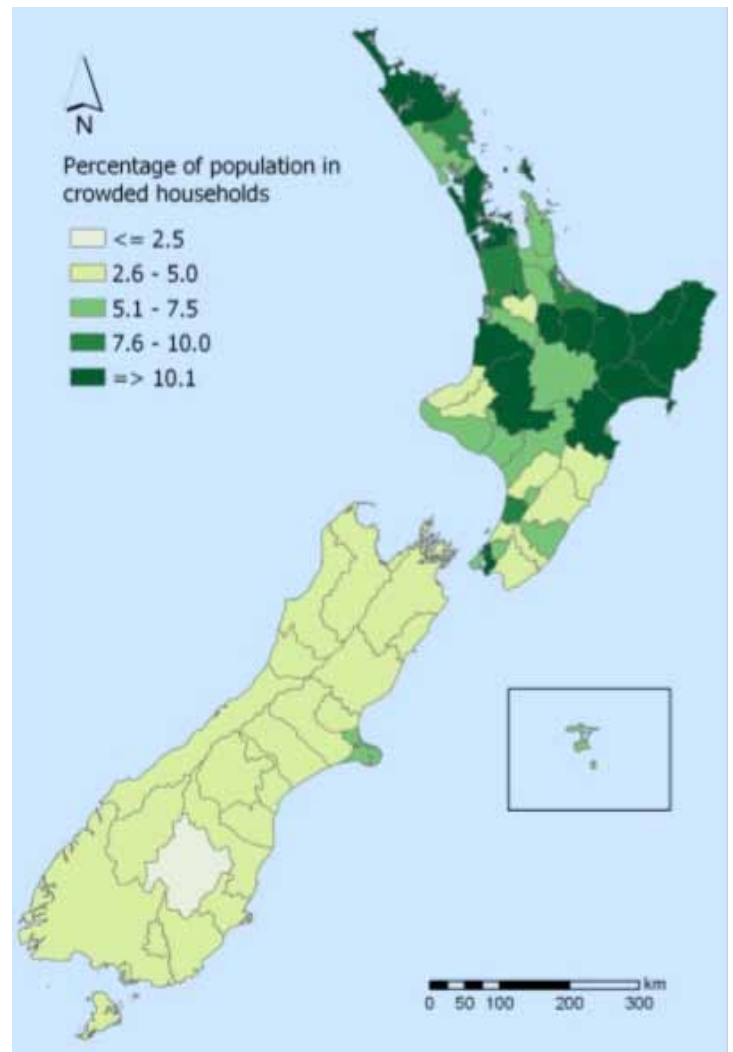 N
Percentage of population in
crowded households
<= 2.5
2.6 - 5.0
5.1 - 7.5
7.6 - 10.0
=> 10.1
km
0 50 100 200 300